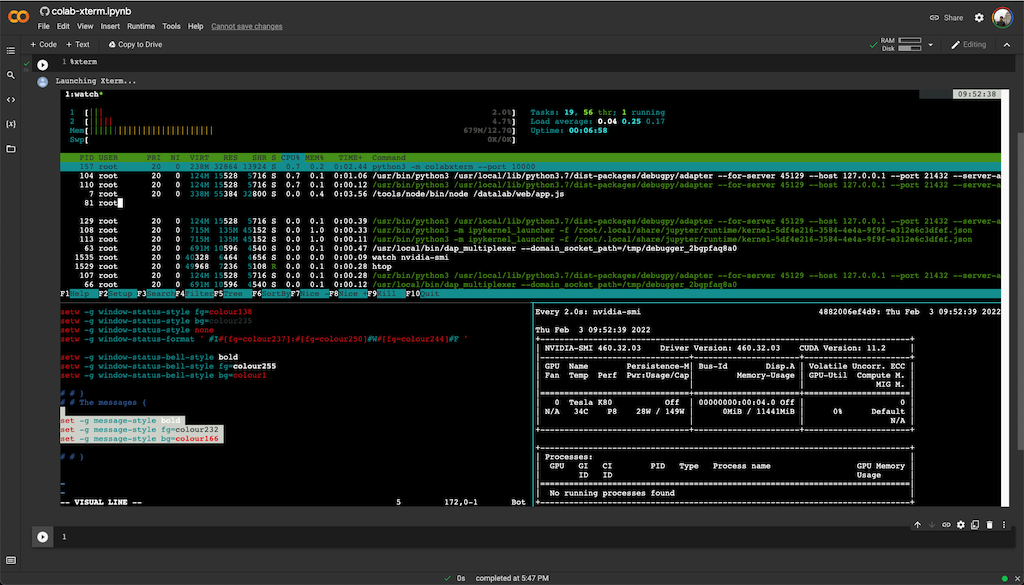 colab-xterm.ipynb
File Edit View Insert Runtime Tools Help Cannot save changes
Share
+ Code + Text Copy to Drive
RAM
Disk
Editing
1 %xterm
Launching Xterm...
1:watch*
09:52:38
1 [ 2.0%] Tasks: 19, 56 thr; 1 running
2 [ 4.7%] Load average: 0.04 0.25 0.17
Mem[ 679M/12.7G] Uptime: 00:06:58
Swp[ 0K/0K]
PID USER PRI NI VIRT RES SHR S CPU% MEM% TIME+ Command
157 root 20 0 238M 32864 13924 S 0.7 0.2 0:02.44 python3 -m colabxterm --port 10000
104 root 20 0 124M 15528 5716 S 0.7 0.1 0:01.06 /usr/bin/python3 /usr/local/lib/python3.7/dist-packages/debugpy/adapter --for-server 45129 --host 127.0.0.1 --port 21432 --server-a
110 root 20 0 124M 15528 5716 S 0.7 0.1 0:00.12 /usr/bin/python3 /usr/local/lib/python3.7/dist-packages/debugpy/adapter --for-server 45129 --host 127.0.0.1 --port 21432 --server-a
7 root 20 0 338M 55384 32800 S 0.0 0.4 0:03.56 /tools/node/bin/node /datalab/web/app.js
81 root
129 root 20 0 124M 15528 5716 S 0.0 0.1 0:00.39 /usr/bin/python3 /usr/local/lib/python3.7/dist-packages/debugpy/adapter --for-server 45129 --host 127.0.0.1 --port 21432 --server-a
108 root 20 0 715M 135M 45152 S 0.0 1.0 0:00.33 /usr/bin/python3 -m ipykernel_launcher -f /root/.local/share/jupyter/runtime/kernel-5df4e216-3584-4e4a-9f9f-e312e6c3dfef.json
113 root 20 0 715M 135M 45152 S 0.0 1.0 0:00.11 /usr/bin/python3 -m ipykernel_launcher -f /root/.local/share/jupyter/runtime/kernel-5df4e216-3584-4e4a-9f9f-e312e6c3dfef.json
63 root 20 0 691M 10596 4540 S 0.0 0.1 0:00.47 /usr/local/bin/dap_multiplexer --domain_socket_path=/tmp/debugger_2bgpfaq8a0
1535 root 20 0 40328 6464 4656 S 0.0 0.0 0:00.09 watch nvidia-smi
1529 root 20 0 49968 7236 5108 R 0.0 0.1 0:00.28 htop
107 root 20 0 124M 15528 5716 S 0.0 0.1 0:00.28 /usr/bin/python3 /usr/local/lib/python3.7/dist-packages/debugpy/adapter --for-server 45129 --host 127.0.0.1 --port 21432 --server-a
66 root 20 0 691M 10596 4540 S 0.0 0.1 0:00.22 /usr/local/bin/dap_multiplexer --domain_socket_path=/tmp/debugger_2bgpfaq8a0
F1Help F2Setup F3SearchF4FilterF5Tree F6SortByF7Nice -F8Nice +F9Kill F10Quit
setw -g window-status-style fg=colour138
setw -g window-status-style bg=colour235
setw -g window-status-style none
setw -g window-status-format ' #I#[fg=colour237]:#[fg=colour250]#W#[fg=colour244]#F '
setw -g window-status-bell-style bold
setw -g window-status-bell-style fg=colour255
setw -g window-status-bell-style bg=colour1
# # }
# # The messages {
set -g message-style bold
set -g message-style fg=colour232
set -g message-style bg=colour166
# # }
~
~
-- VISUAL LINE -- 5 172,0-1 Bot
Every 2.0s: nvidia-smi 4882006ef4d9: Thu Feb 3 09:52:39 2022
Thu Feb 3 09:52:39 2022
NVIDIA-SMI 460.32.03 Driver Version: 460.32.03 CUDA Version: 11.2
GPU Name Persistence-M| Bus-Id Disp.A | Volatile Uncorr. ECC
Fan Temp Perf Pwr:Usage/Cap| Memory-Usage | GPU-Util Compute M.
MIG M.
0 Tesla K80 Off | 00000000:00:04.0 Off | 0
N/A 34C P8 28W / 149W | 0MiB / 11441MiB | 0% Default
N/A
Processes:
GPU GI CI PID Type Process name GPU Memory
ID ID Usage
No running processes found
1
0s completed at 5:47 PM